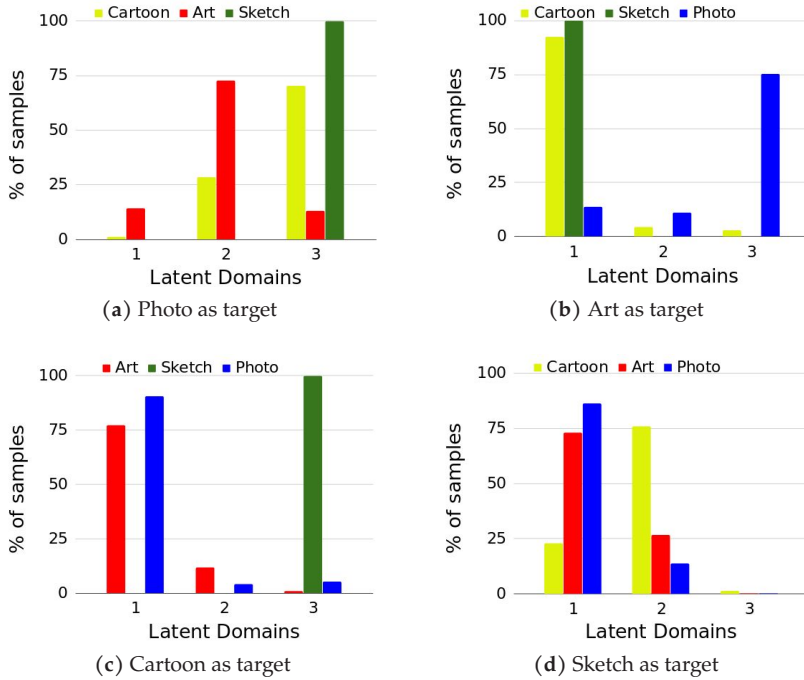 Cartoon Art Sketch
100
75
50
25
0
% of samples
1 2 3
Latent Domains
(a) Photo as target
Cartoon Sketch Photo
100
75
50
25
0
% of samples
1 2 3
Latent Domains
(b) Art as target
Art Sketch Photo
100
75
50
25
0
% of samples
1 2 3
Latent Domains
(c) Cartoon as target
Cartoon Art Photo
100
75
50
25
0
% of samples
1 2 3
Latent Domains
(d) Sketch as target